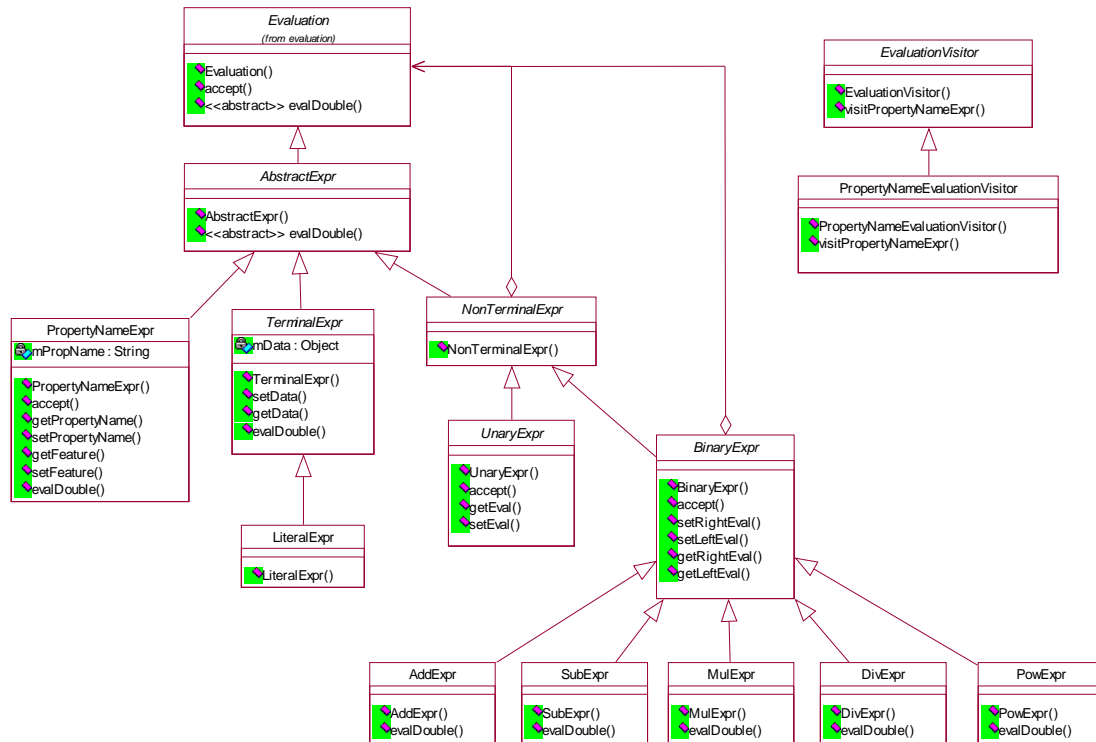 Evaluation
(from evaluation)
Evaluation()
accept()
<<abstract>> evalDouble()
EvaluationVisitor
EvaluationVisitor()
visitPropertyNameExpr()
AbstractExpr
AbstractExpr()
<<abstract>> evalDouble()
PropertyNameEvaluationVisitor
PropertyNameEvaluationVisitor()
visitPropertyNameExpr()
PropertyNameExpr
mPropName : String
PropertyNameExpr()
accept()
getPropertyName()
setPropertyName()
getFeature()
setFeature()
evalDouble()
TerminalExpr
mData : Object
TerminalExpr()
setData()
getData()
evalDouble()
NonTerminalExpr
NonTerminalExpr()
UnaryExpr
UnaryExpr()
accept()
getEval()
setEval()
BinaryExpr
BinaryExpr()
accept()
setRightEval()
setLeftEval()
getRightEval()
getLeftEval()
LiteralExpr
LiteralExpr()
AddExpr
AddExpr()
evalDouble()
SubExpr
SubExpr()
evalDouble()
MulExpr
MulExpr()
evalDouble()
DivExpr
DivExpr()
evalDouble()
PowExpr
PowExpr()
evalDouble()